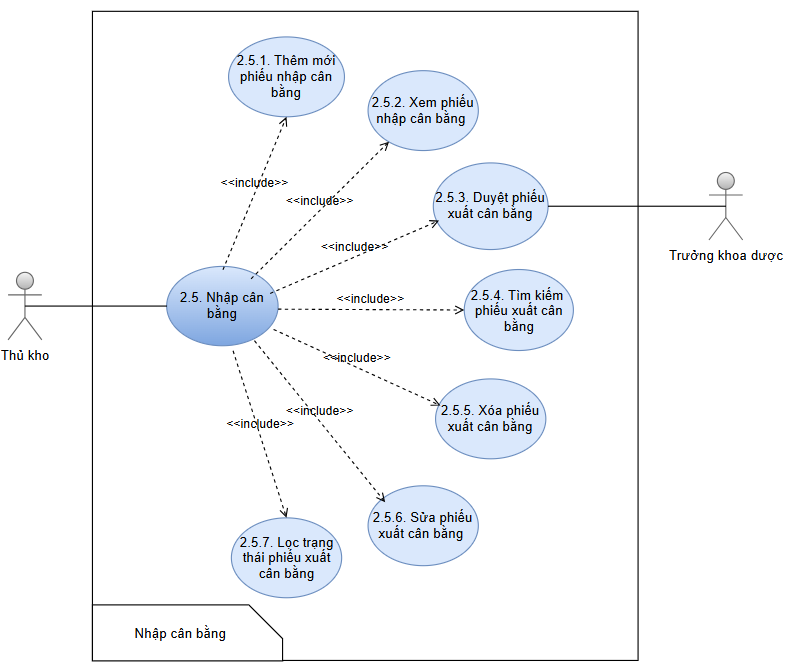 2.5.1. Thêm mới
phiếu nhập cân
bằng
2.5.2. Xem phiếu
nhập cân bằng
<<include>>
<<include>>
2.5.3. Duyệt phiếu
xuất cân bằng
<<include>>
Trưởng khoa dược
2.5. Nhập cân
bằng
<<include>>
2.5.4. Tìm kiếm
phiếu xuất cân
bằng
Thủ kho
<<include>>
2.5.5. Xóa phiếu
xuất cân bằng
<<include>>
<<include>>
2.5.6. Sửa phiếu
xuất cân bằng
2.5.7. Lọc trạng
thái phiếu xuất
cân bằng
Nhập cân bằng